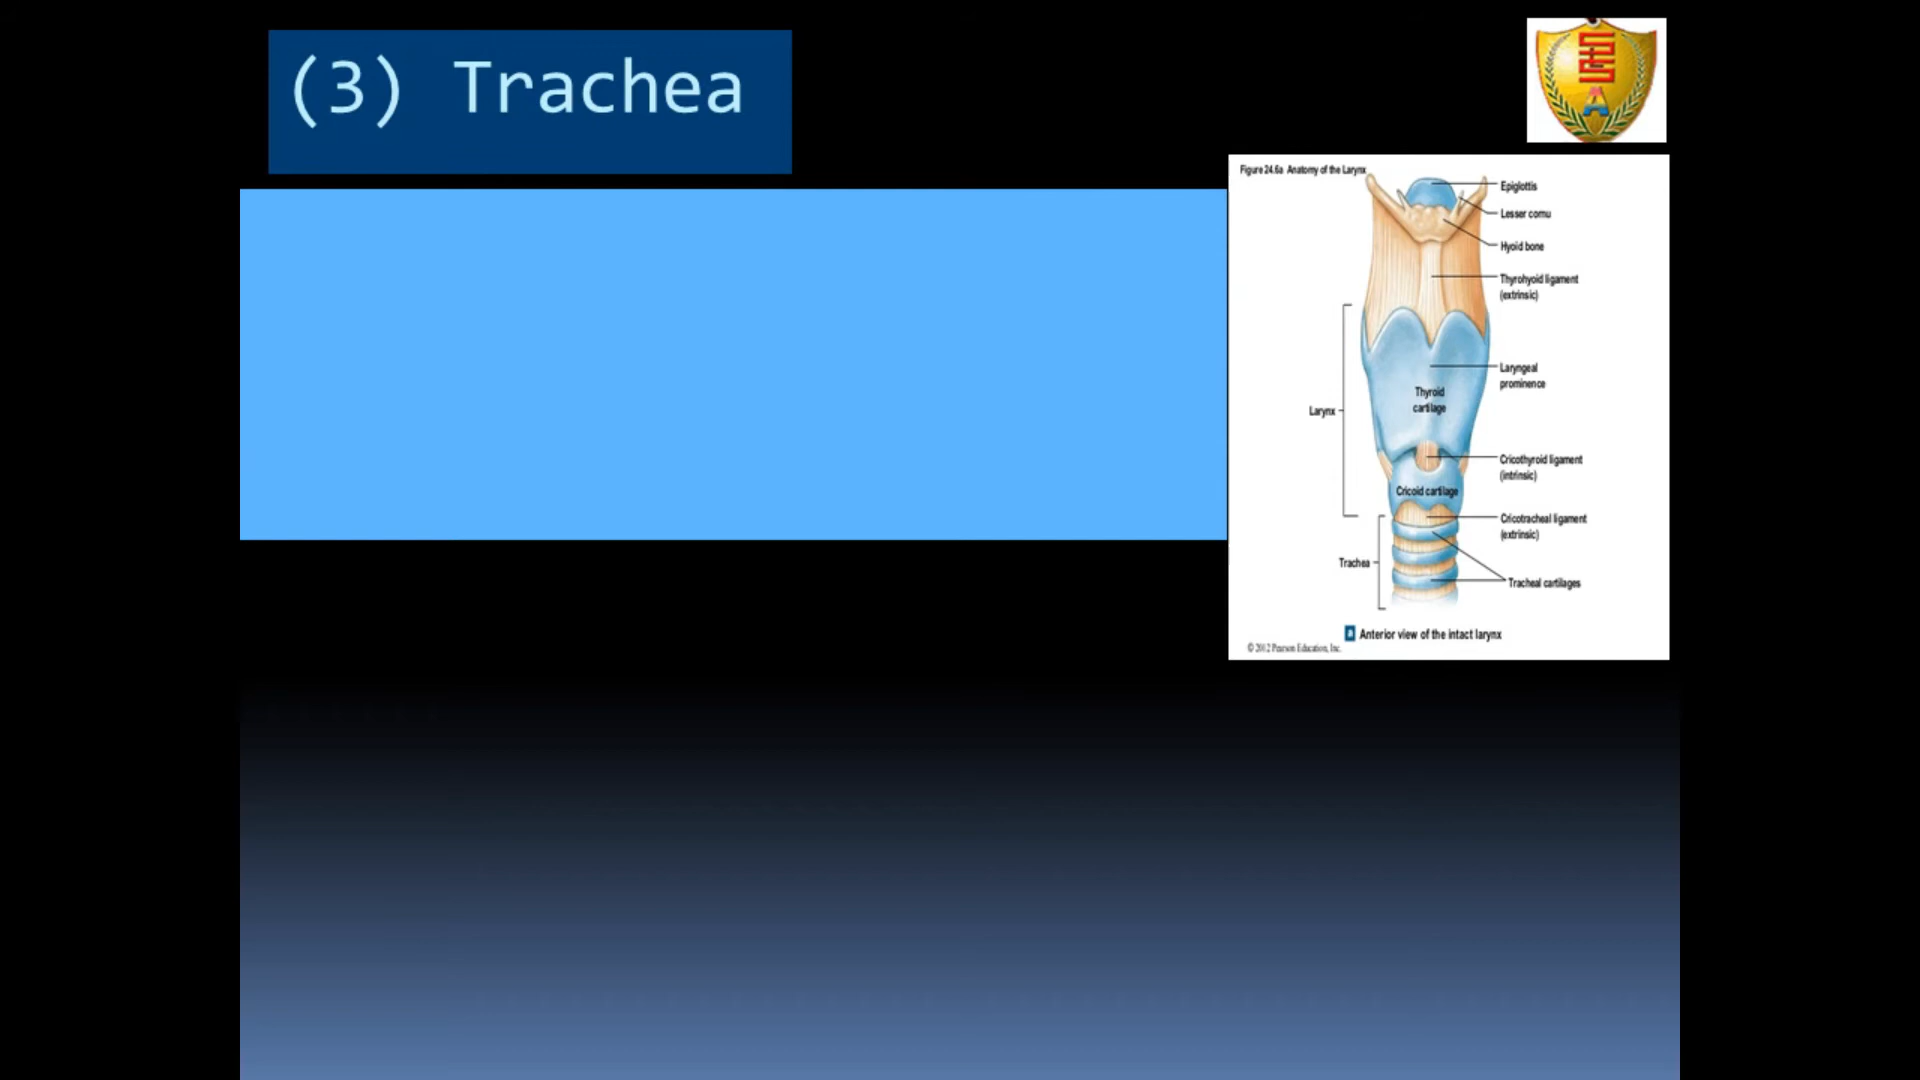 (3) Trachea
Figure 24.6a Anatomy of the Larynx
Epiglottis
Lesser cornu
Hyoid bone
Thyrohyoid ligament
(extrinsic)
Laryngeal
prominence
Thyroid
cartilage
Larynx
Cricothyroid ligament
(intrinsic)
Cricoid cartilage
Cricotracheal ligament
(extrinsic)
Trachea
Tracheal cartilages
a Anterior view of the intact larynx
© 2012 Pearson Education, Inc.